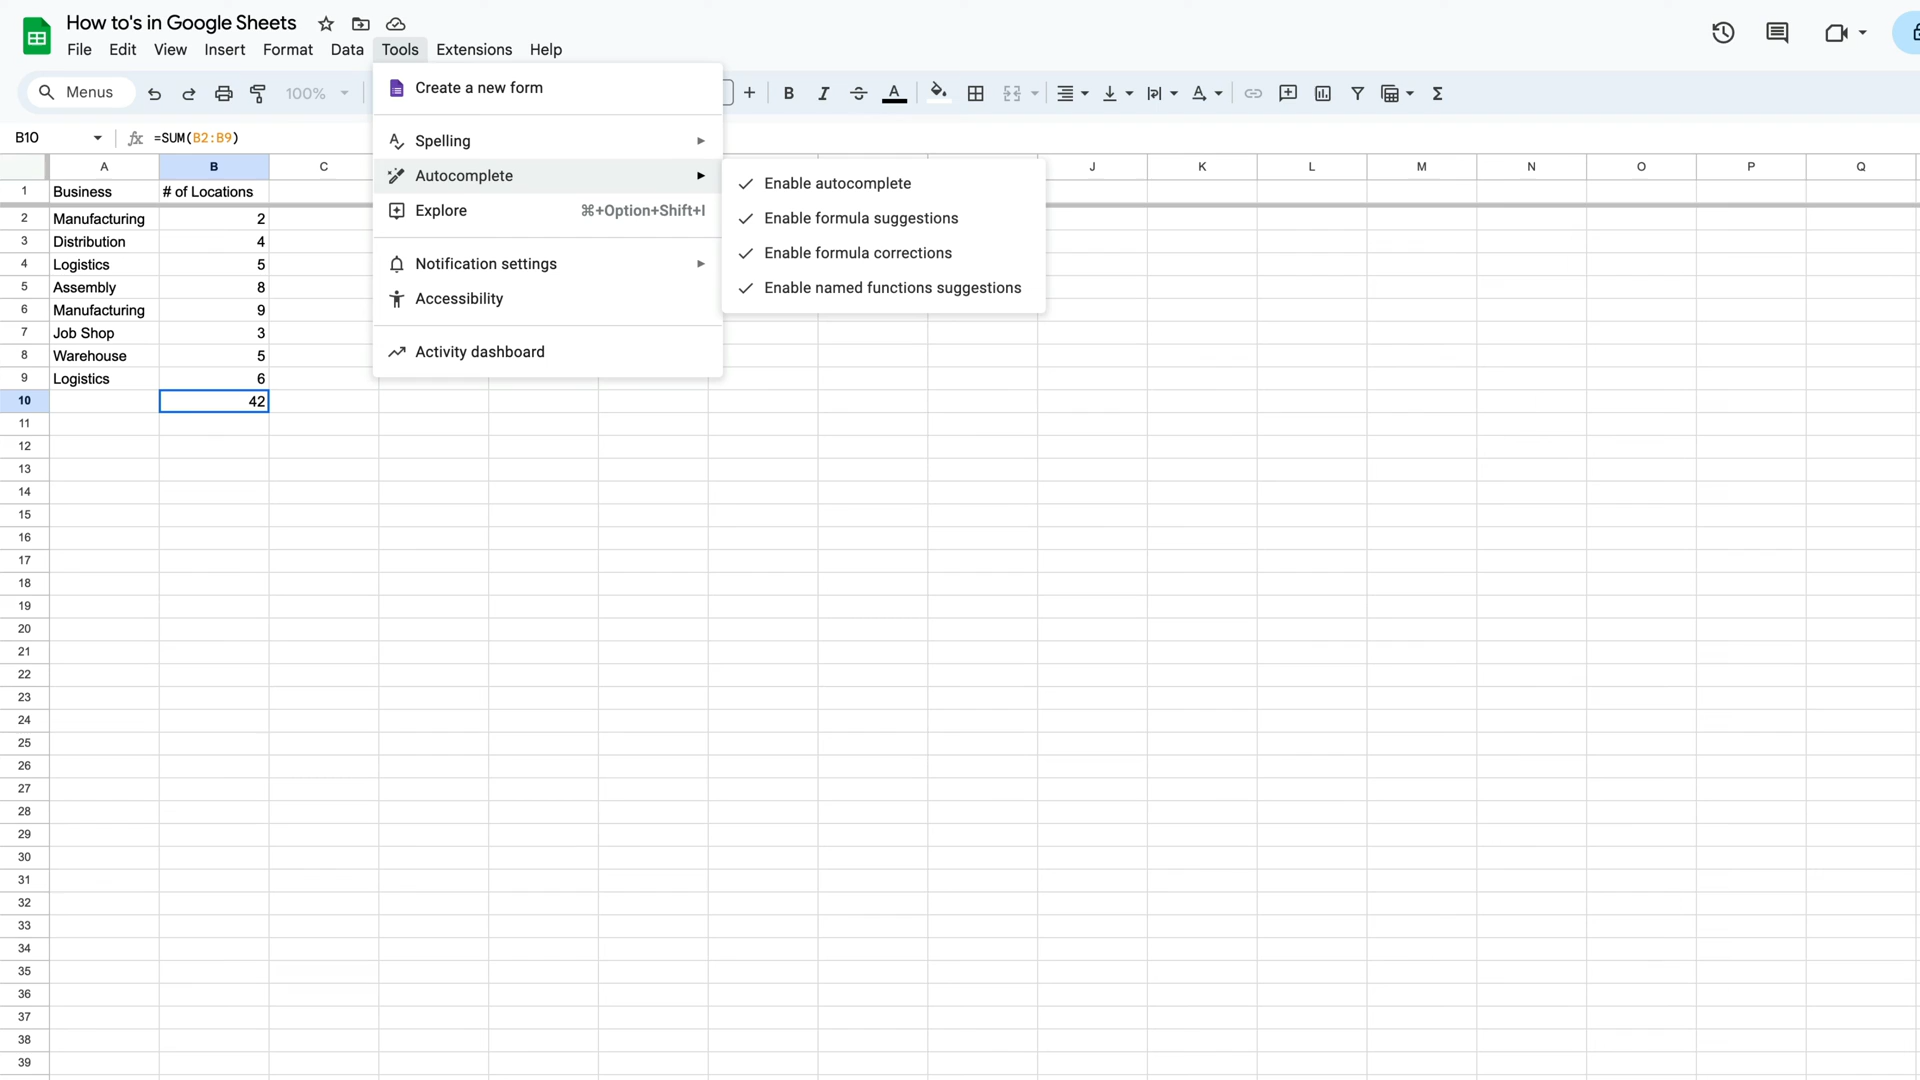 How to's in Google Sheets
File Edit View Insert Format Data Tools Extensions Help
Menus 100%
B10 =SUM(B2:B9)
Create a new form
Spelling
Autocomplete
Explore ⌘+Option+Shift+I
Notification settings
Accessibility
Activity dashboard
Enable autocomplete
Enable formula suggestions
Enable formula corrections
Enable named functions suggestions
A B C J K L M N O P Q
1 Business # of Locations
2 Manufacturing 2
3 Distribution 4
4 Logistics 5
5 Assembly 8
6 Manufacturing 9
7 Job Shop 3
8 Warehouse 5
9 Logistics 6
10 42
11
12
13
14
15
16
17
18
19
20
21
22
23
24
25
26
27
28
29
30
31
32
33
34
35
36
37
38
39